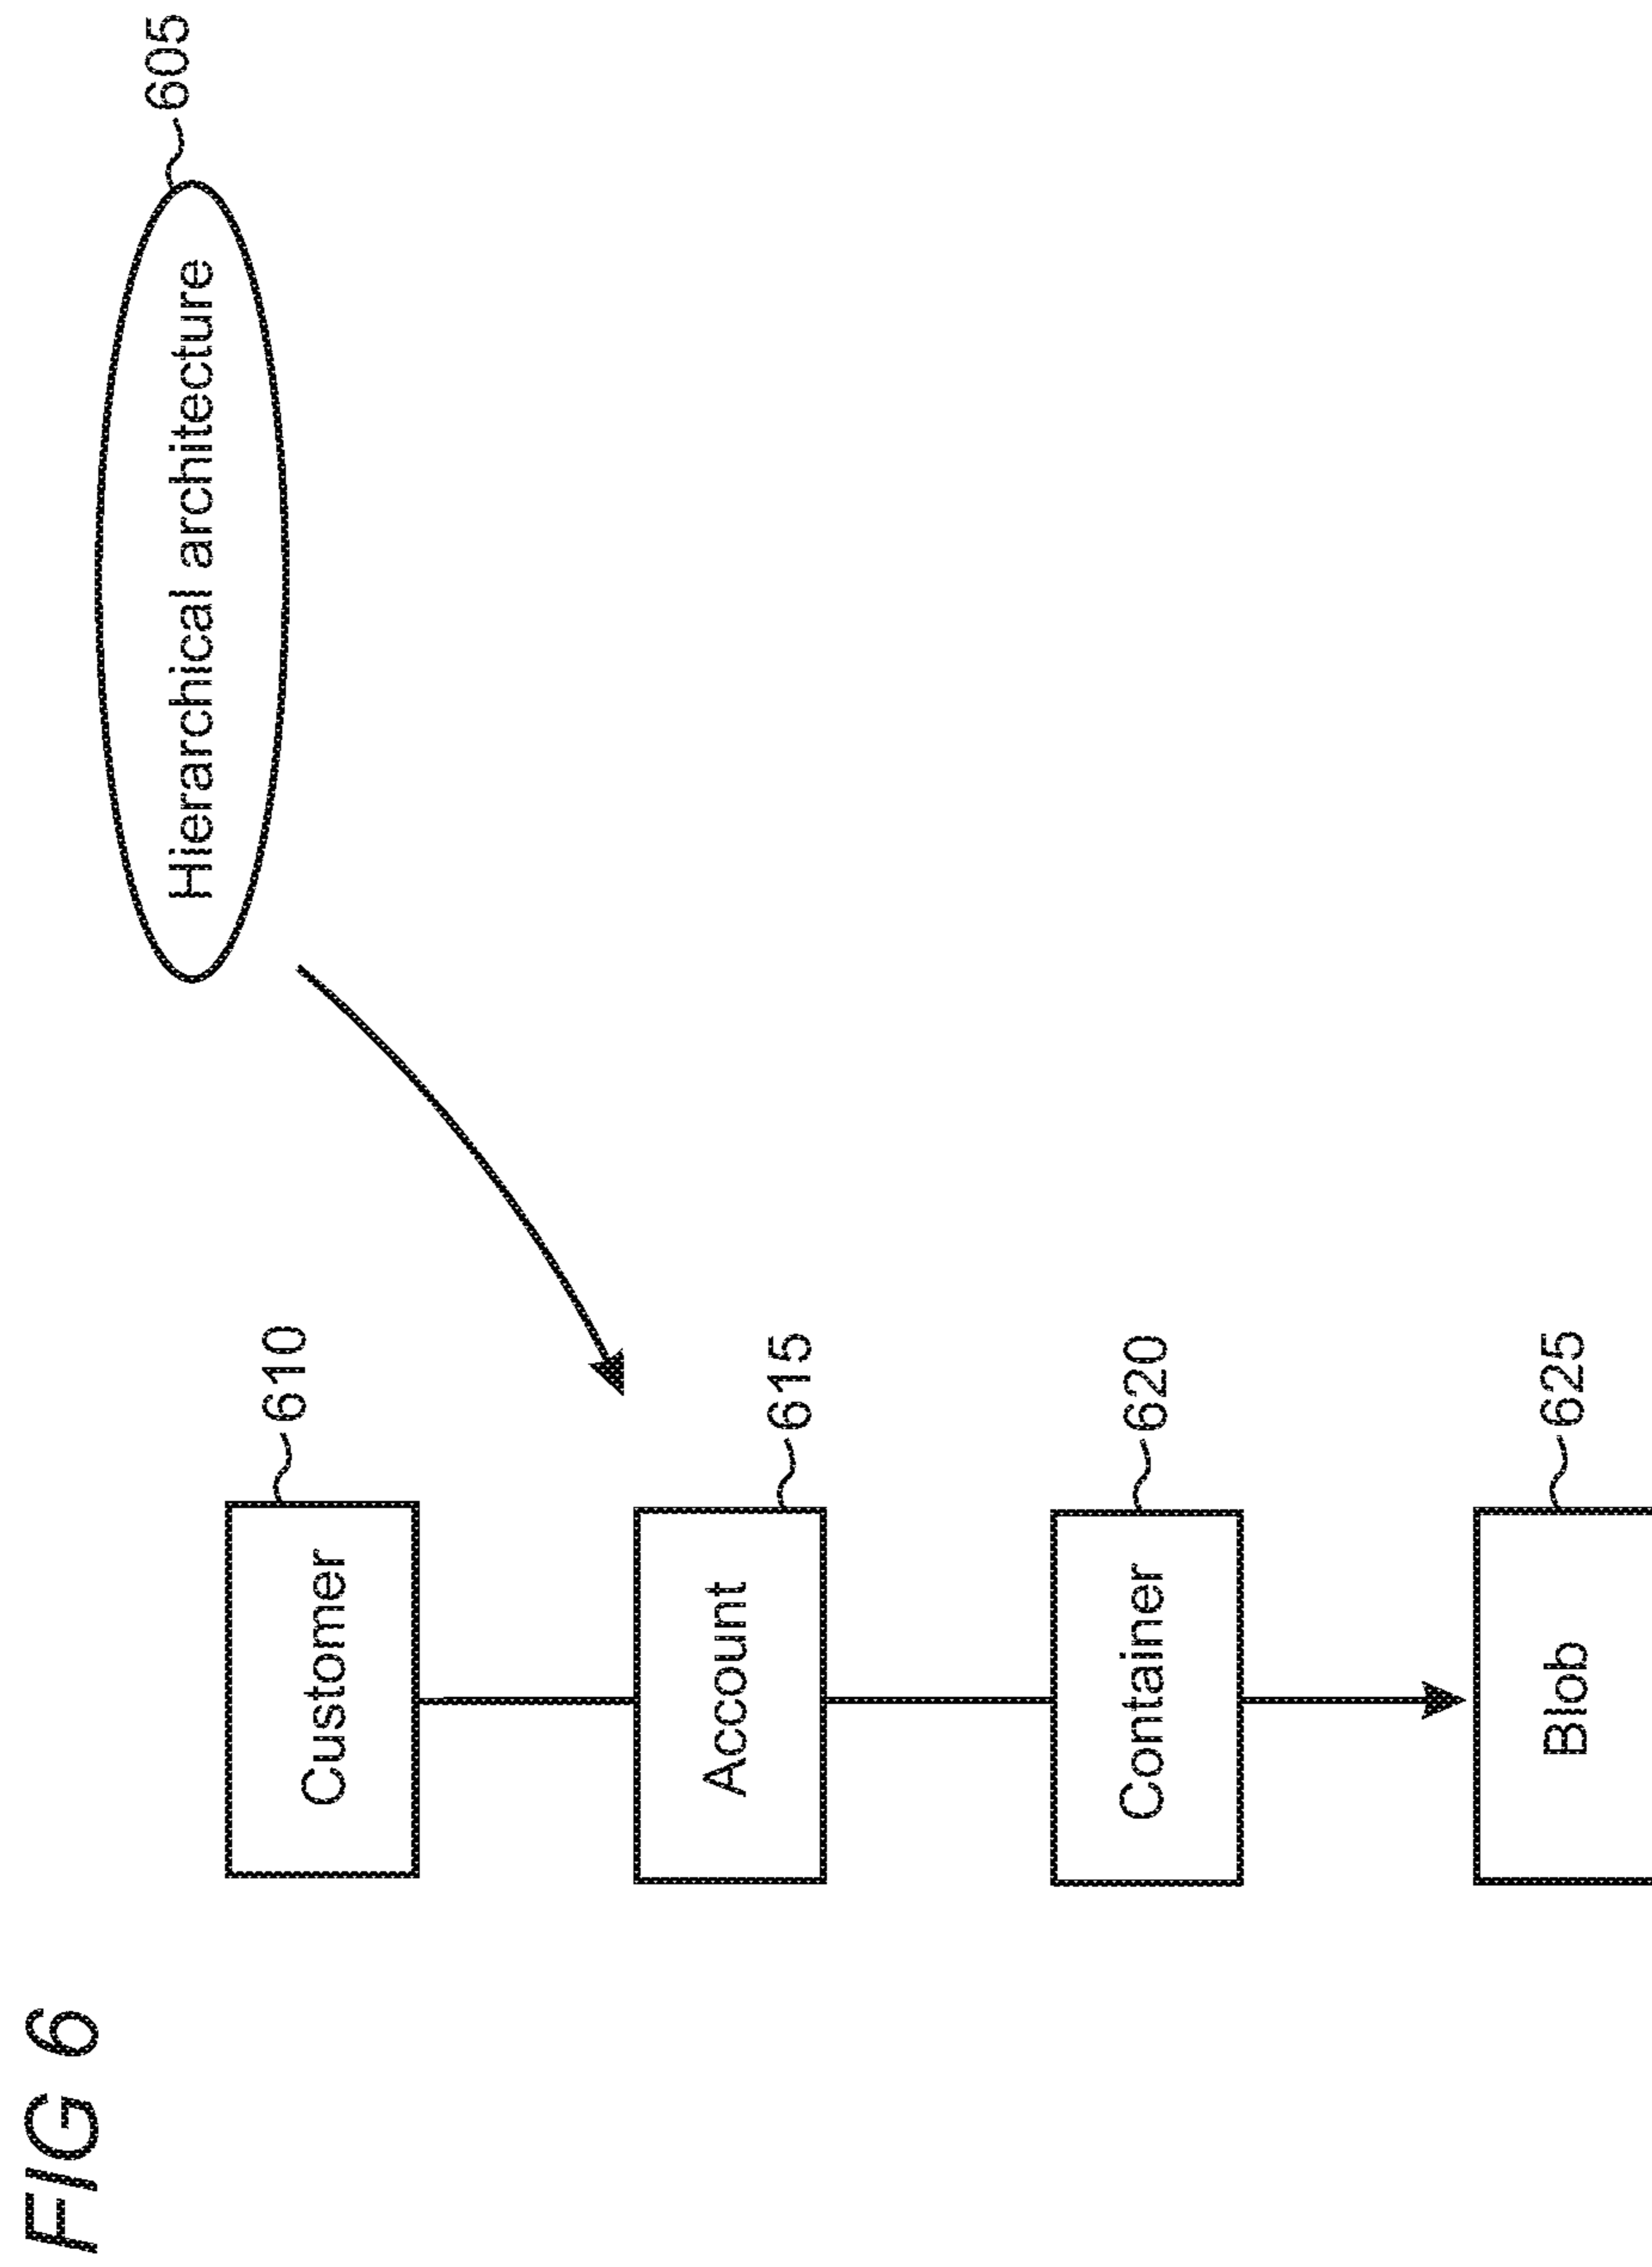 FIG 6
Hierarchical architecture
605
Customer
610
Account
615
Container
620
Blob
625